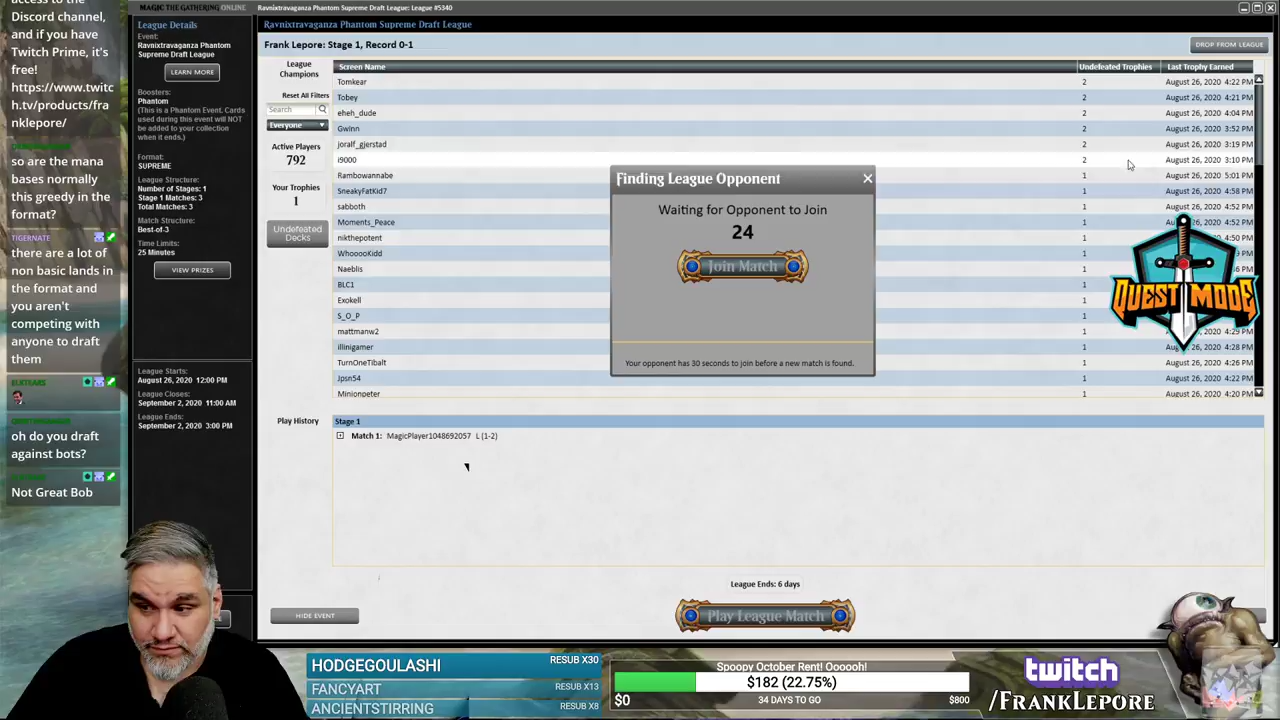 access to the
Discord channel,
and if you have
Twitch Prime, it's
free!
https://www.twitc
h.tv/products/fra
nklepore/
so are the mana
bases normally
this greedy in the
format?
TIGERNATE
there are a lot of
non basic lands in
the format and
you aren't
competing with
anyone to draft
them
ELKTEARS
oh do you draft
against bots?
Not Great Bob
MAGIC THE GATHERING ONLINE
Ravnixtravaganza Phantom Supreme Draft League: League #5340
League Details
Event:
Ravnixtravaganza Phantom
Supreme Draft League
LEARN MORE
Boosters:
Phantom
(This is a Phantom Event. Cards
used during this event will NOT
be added to your collection
when it ends.)
Format:
SUPREME
League Structure:
Number of Stages: 1
Stage 1 Matches: 3
Total Matches: 3
Match Structure:
Best-of-3
Time Limits:
25 Minutes
VIEW PRIZES
League Starts:
August 26, 2020 12:00 PM
League Closes:
September 2, 2020 11:00 AM
League Ends:
September 2, 2020 3:00 PM
Ravnixtravaganza Phantom Supreme Draft League
Frank Lepore: Stage 1, Record 0-1
DROP FROM LEAGUE
League
Champions
Reset All Filters
Search
Everyone
Active Players
792
Your Trophies
1
Undefeated
Decks
Screen Name Undefeated Trophies Last Trophy Earned
Tomkear 2 August 26, 2020 4:22 PM
Tobey 2 August 26, 2020 4:21 PM
eheh_dude 2 August 26, 2020 4:04 PM
Gwinn 2 August 26, 2020 3:52 PM
joralf_gjerstad 2 August 26, 2020 3:19 PM
i9000 2 August 26, 2020 3:10 PM
Rambowannabe 1 August 26, 2020 5:01 PM
SneakyFatKid7 1 August 26, 2020 4:58 PM
sabboth 1 August 26, 2020 4:52 PM
Moments_Peace 1 August 26, 2020 4:52 PM
nikthepotent 1 August 4:50 PM
WhooooKidd 1
Naeblis 1
BLC1 1
Exokell 1
S_O_P 1
mattmanw2 1 4:29 PM
illinigamer 1 August 26, 2020 4:28 PM
TurnOneTibalt 1 August 26, 2020 4:26 PM
Jpsn54 1 August 26, 2020 4:22 PM
Minionpeter 1 August 26, 2020 4:20 PM
Finding League Opponent
Waiting for Opponent to Join
24
Join Match
Your opponent has 30 seconds to join before a new match is found.
QUEST MODE
Play History
Stage 1
Match 1: MagicPlayer1048692057 L (1-2)
League Ends: 6 days
HIDE EVENT
Play League Match
HODGEGOULASHI RESUB X30
FANCYART RESUB X13
ANCIENTSTIRRING RESUB X8
Spoopy October Rent! Oooooh!
$182 (22.75%)
$0 34 DAYS TO GO $800
twitch
/FRANKLEPORE